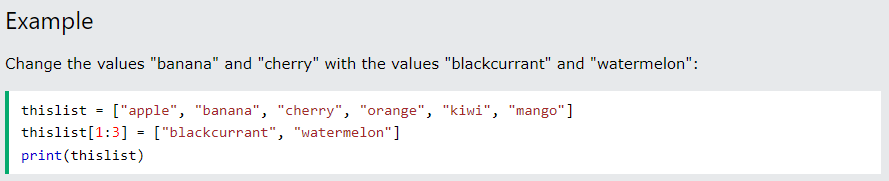 Example
Change the values "banana" and "cherry" with the values "blackcurrant" and "watermelon":
thislist = ["apple", "banana", "cherry", "orange", "kiwi", "mango"]
thislist[1:3] = ["blackcurrant", "watermelon"]
print(thislist)